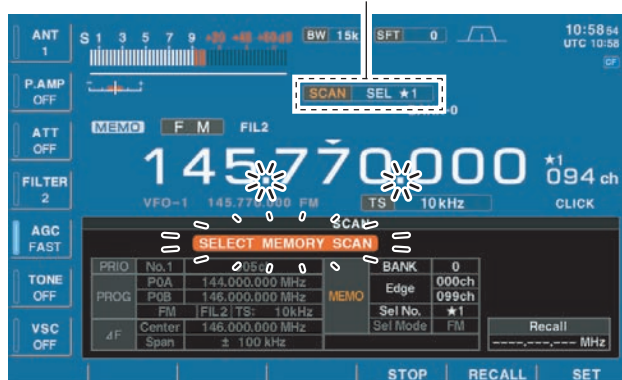 ANT 1
S 1 3 5 7 9 +20 +40 +60dB BW 15k SFT 0 10:58 54
UTC 10:58
CF
P.AMP OFF
SCAN SEL ★1
ATT OFF
MEMO FM FIL2
FILTER 2
145.770.000 ★1 094 ch
VFO-1 145.770.000 FM TS 10kHz CLICK
AGC FAST
SCAN
SELECT MEMORY SCAN
TONE OFF
PRIO No.1 BANK 0
PROG P0A 144.000.000 MHz MEMO Edge 000ch
P0B 146.000.000 MHz 099ch
FM FIL2 TS: 10kHz Sel No. ★1
ΔF Center 146.000.000 MHz Sel Mode FM
Span ± 100 kHz
Recall
----.---.--- MHz
VSC OFF
STOP RECALL SET